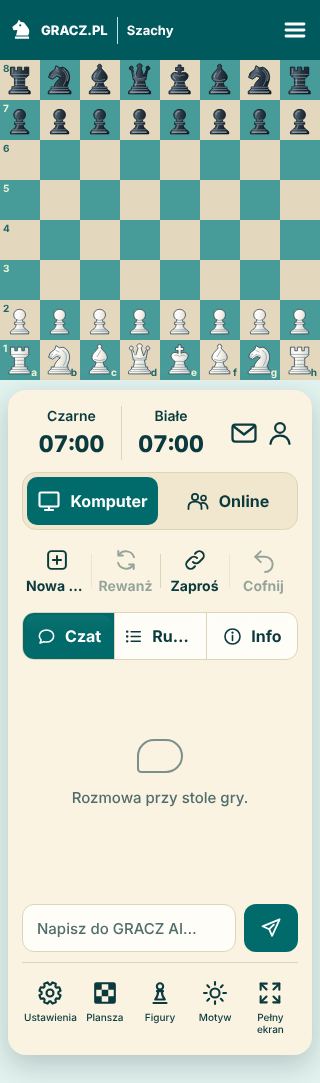 GRACZ.PL Szachy
8
7
6
5
4
3
2
1 a b c d e f g h
Czarne Białe
07:00 07:00
Komputer Online
Nowa ... Rewanż Zaproś Cofnij
Czat Ru... Info
Rozmowa przy stole gry.
Napisz do GRACZ AI...
Ustawienia Plansza Figury Motyw Pełny
ekran